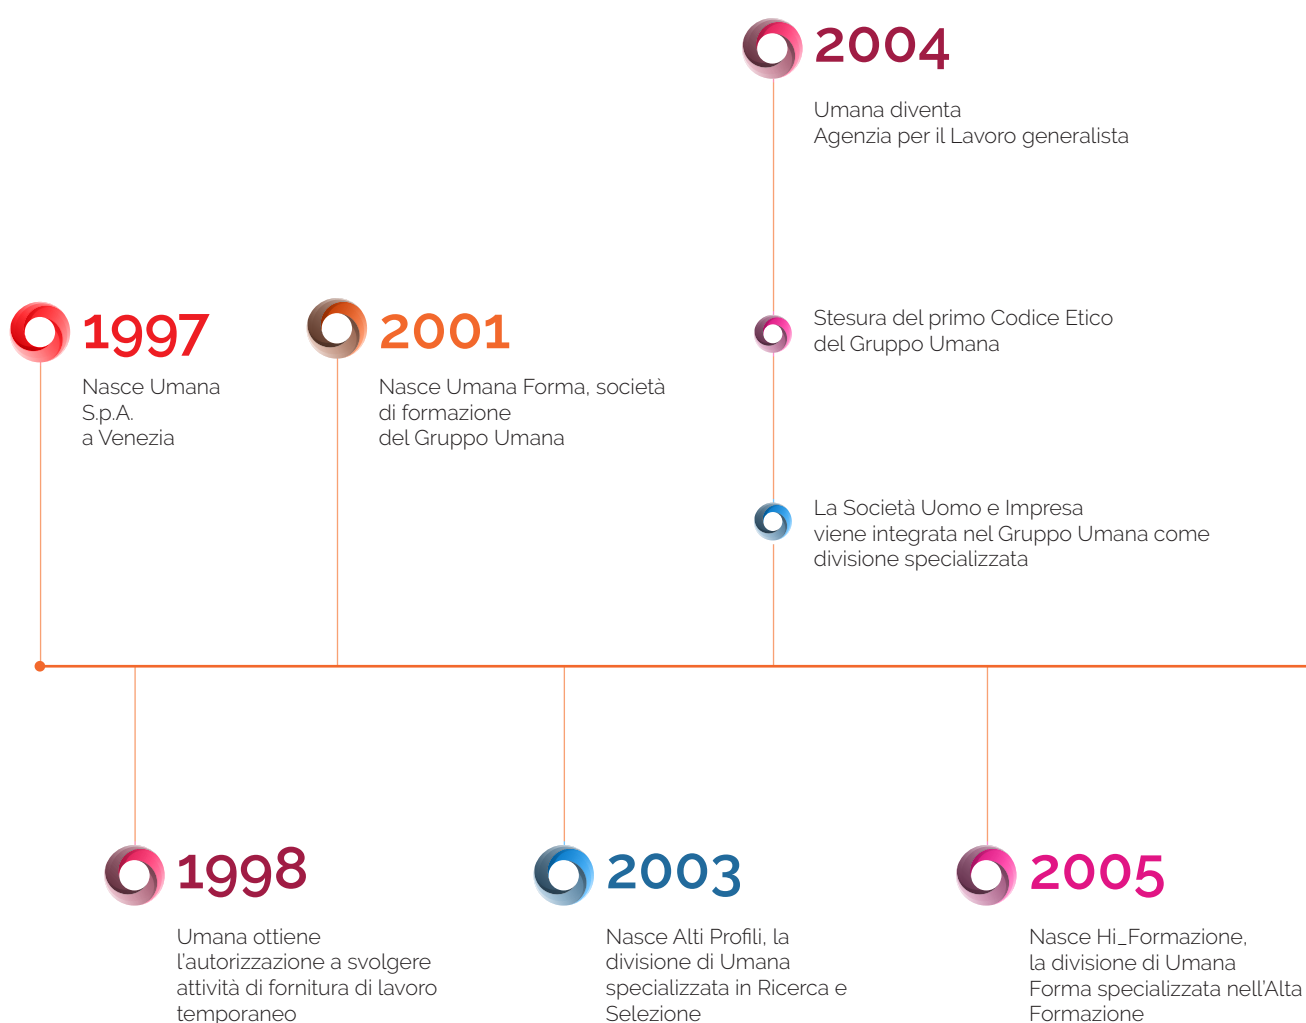 2004
Umana diventa
Agenzia per il Lavoro generalista
Stesura del primo Codice Etico
del Gruppo Umana
La Società Uomo e Impresa
viene integrata nel Gruppo Umana come
divisione specializzata
1997
Nasce Umana
S.p.A.
a Venezia
2001
Nasce Umana Forma, società
di formazione
del Gruppo Umana
1998
Umana ottiene
l'autorizzazione a svolgere
attività di fornitura di lavoro
temporaneo
2003
Nasce Alti Profili, la
divisione di Umana
specializzata in Ricerca e
Selezione
2005
Nasce Hi_Formazione,
la divisione di Umana
Forma specializzata nell'Alta
Formazione